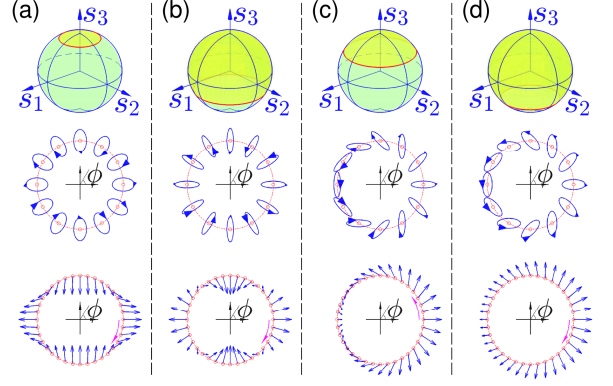 (a) (b) (c) (d)
s₃ s₃ s₃ s₃
s₁ s₂ s₁ s₂ s₁ s₂ s₁ s₂
ϕ ϕ ϕ ϕ
ϕ ϕ ϕ ϕ